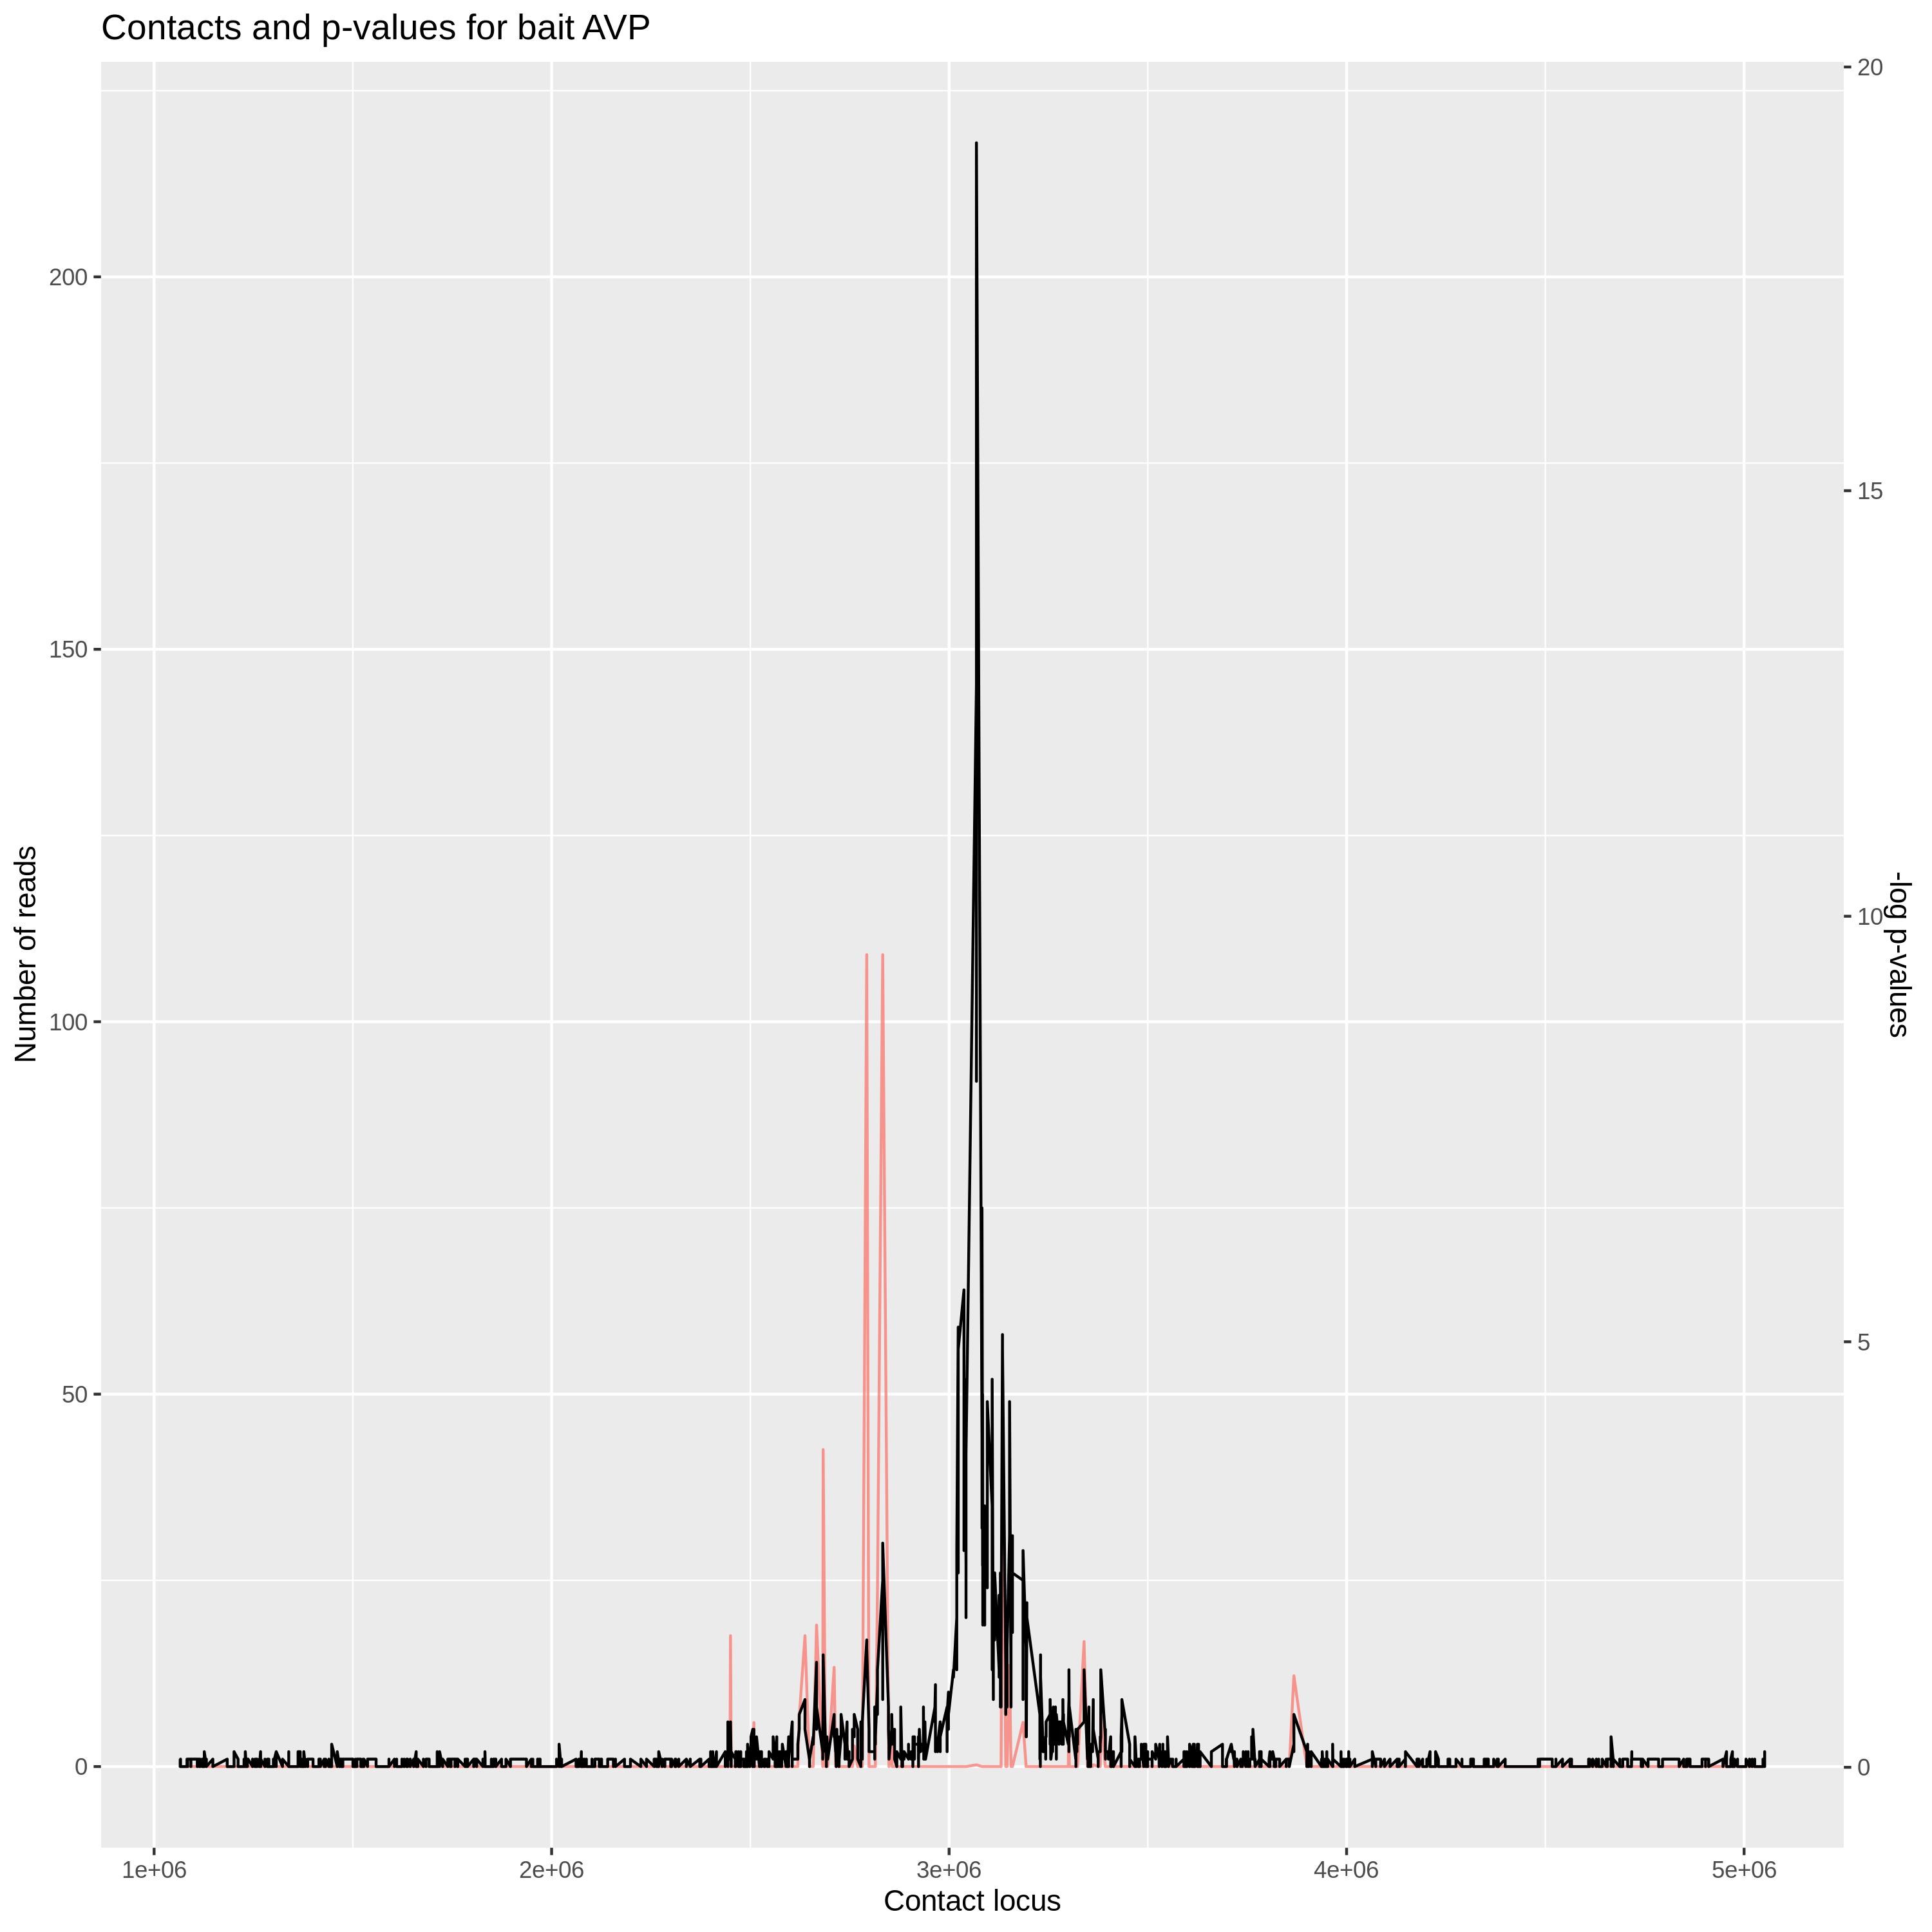 Contacts and p-values for bait AVP
20
200
15
150
Number of reads
-log p-values
10
100
5
50
0
0
1e+06 2e+06 3e+06 4e+06 5e+06
Contact locus